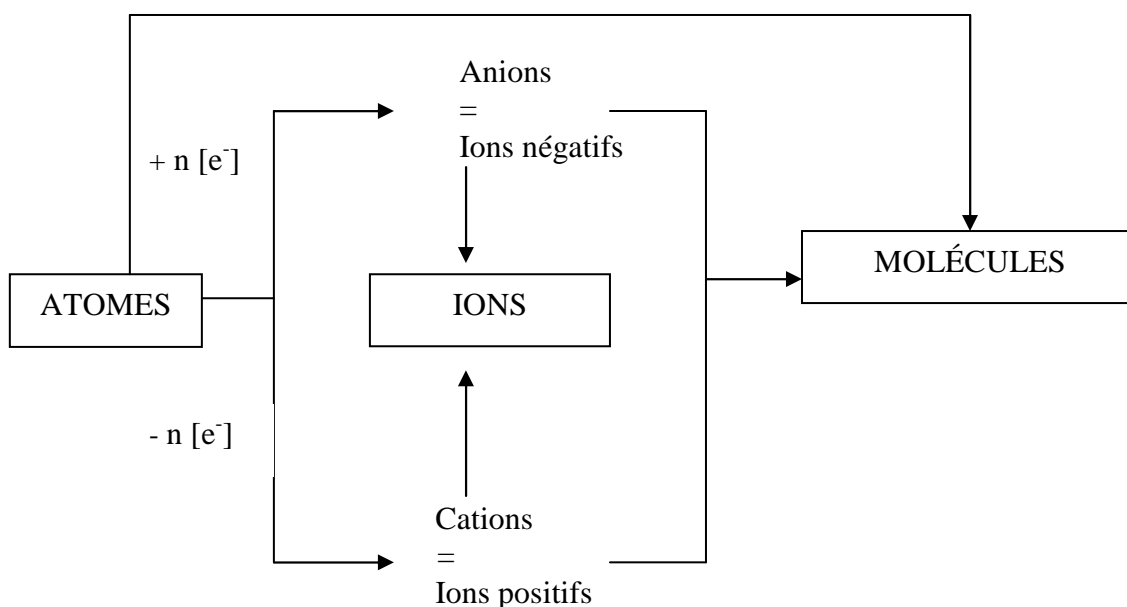 Anions
=
Ions négatifs
+ n [e⁻]
MOLÉCULES
ATOMES
IONS
- n [e⁻]
Cations
=
Ions positifs